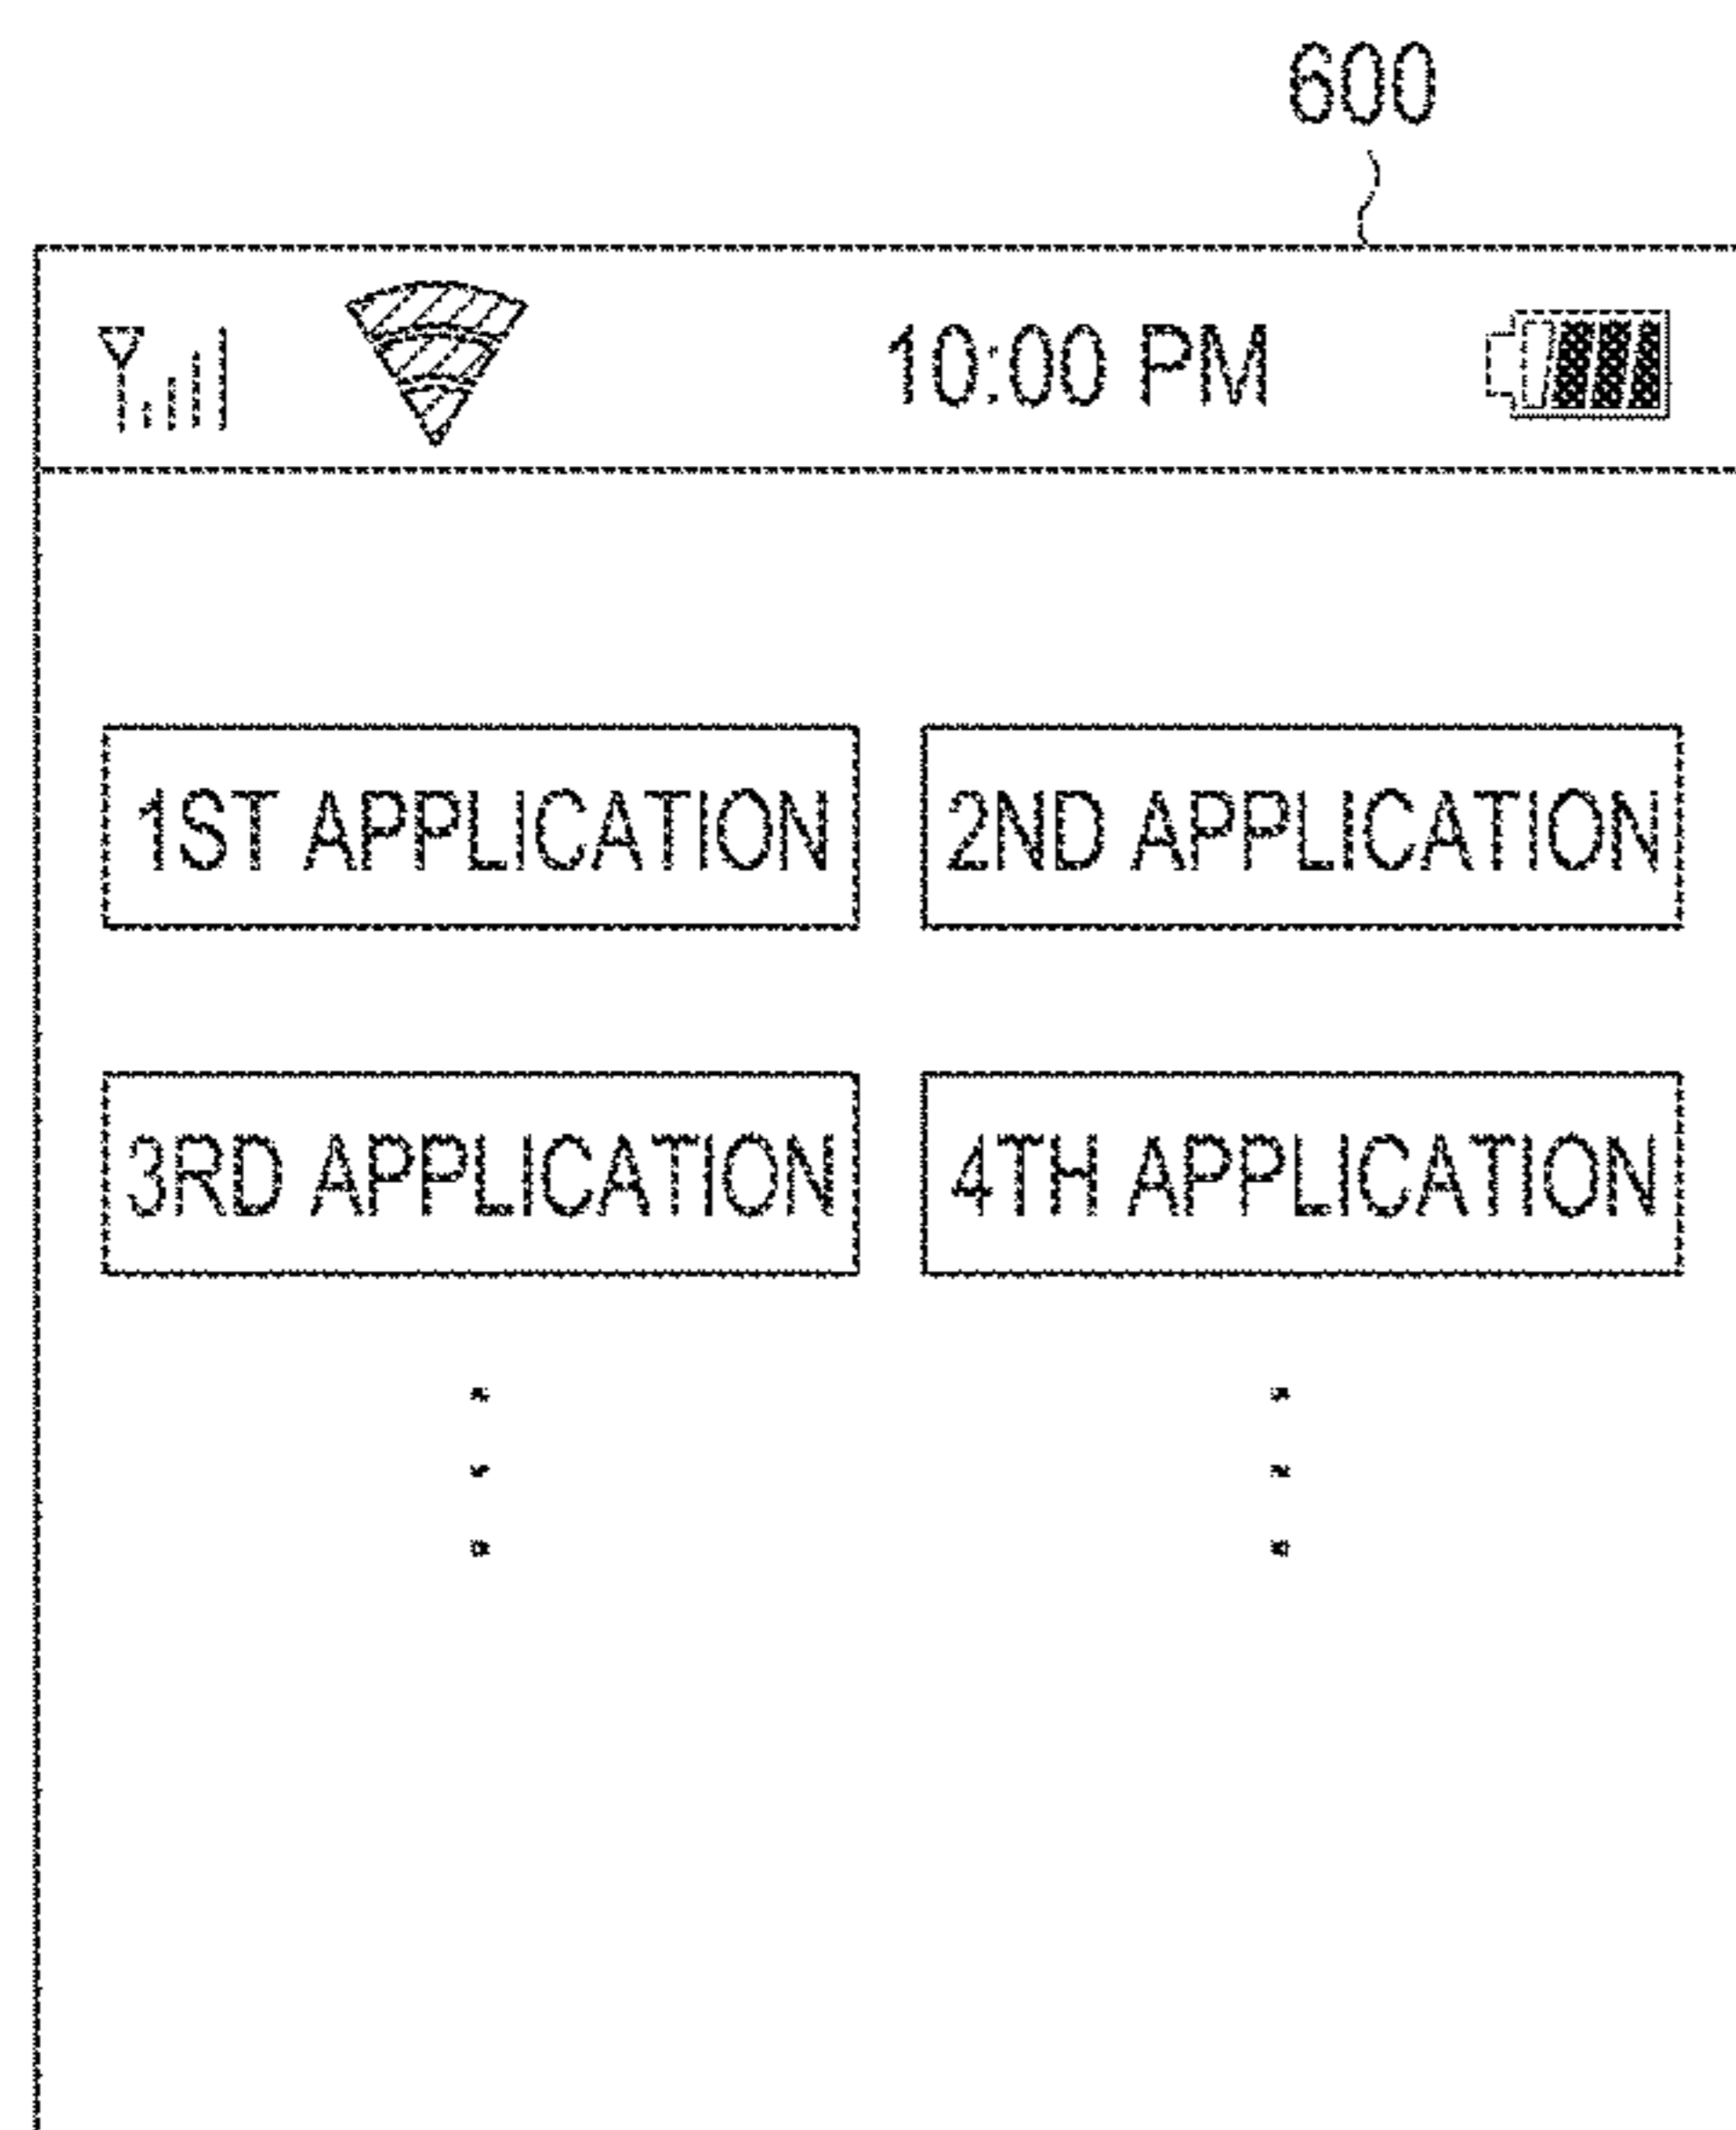 600
10:00 PM
1ST APPLICATION 2ND APPLICATION
3RD APPLICATION 4TH APPLICATION